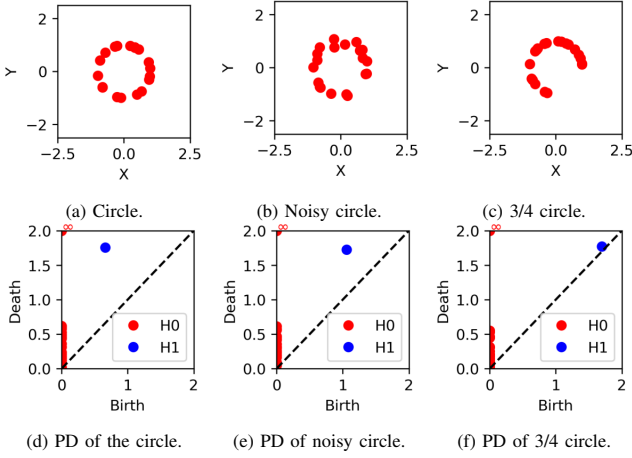 2
0
−2
Y
−2.5
0.0
2.5
X
2
0
−2
Y
−2.5
0.0
2.5
X
2
0
−2
Y
−2.5
0.0
2.5
X
(a) Circle.
(b) Noisy circle.
(c) 3/4 circle.
2.0
1.5
1.0
0.5
0.0
Death
∞
H0
H1
0
1
2
Birth
2.0
1.5
1.0
0.5
0.0
Death
∞
H0
H1
0
1
2
Birth
2.0
1.5
1.0
0.5
0.0
Death
∞
H0
H1
0
1
2
Birth
(d) PD of the circle.
(e) PD of noisy circle.
(f) PD of 3/4 circle.